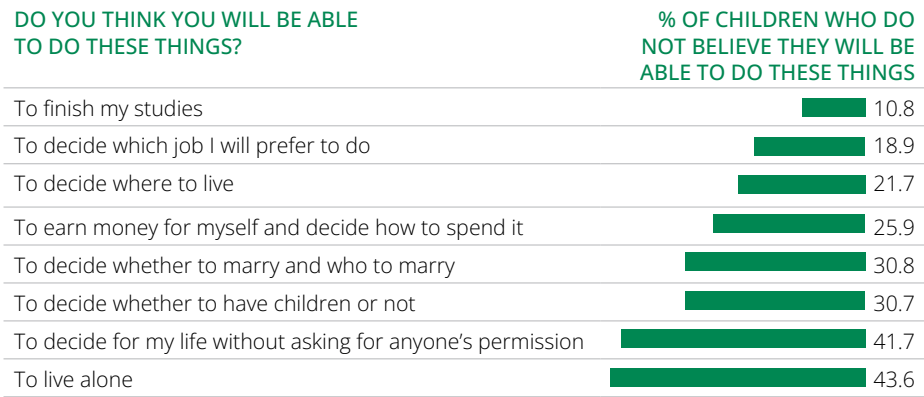 DO YOU THINK YOU WILL BE ABLE
TO DO THESE THINGS?
% OF CHILDREN WHO DO
NOT BELIEVE THEY WILL BE
ABLE TO DO THESE THINGS
To finish my studies 10.8
To decide which job I will prefer to do 18.9
To decide where to live 21.7
To earn money for myself and decide how to spend it 25.9
To decide whether to marry and who to marry 30.8
To decide whether to have children or not 30.7
To decide for my life without asking for anyone’s permission 41.7
To live alone 43.6